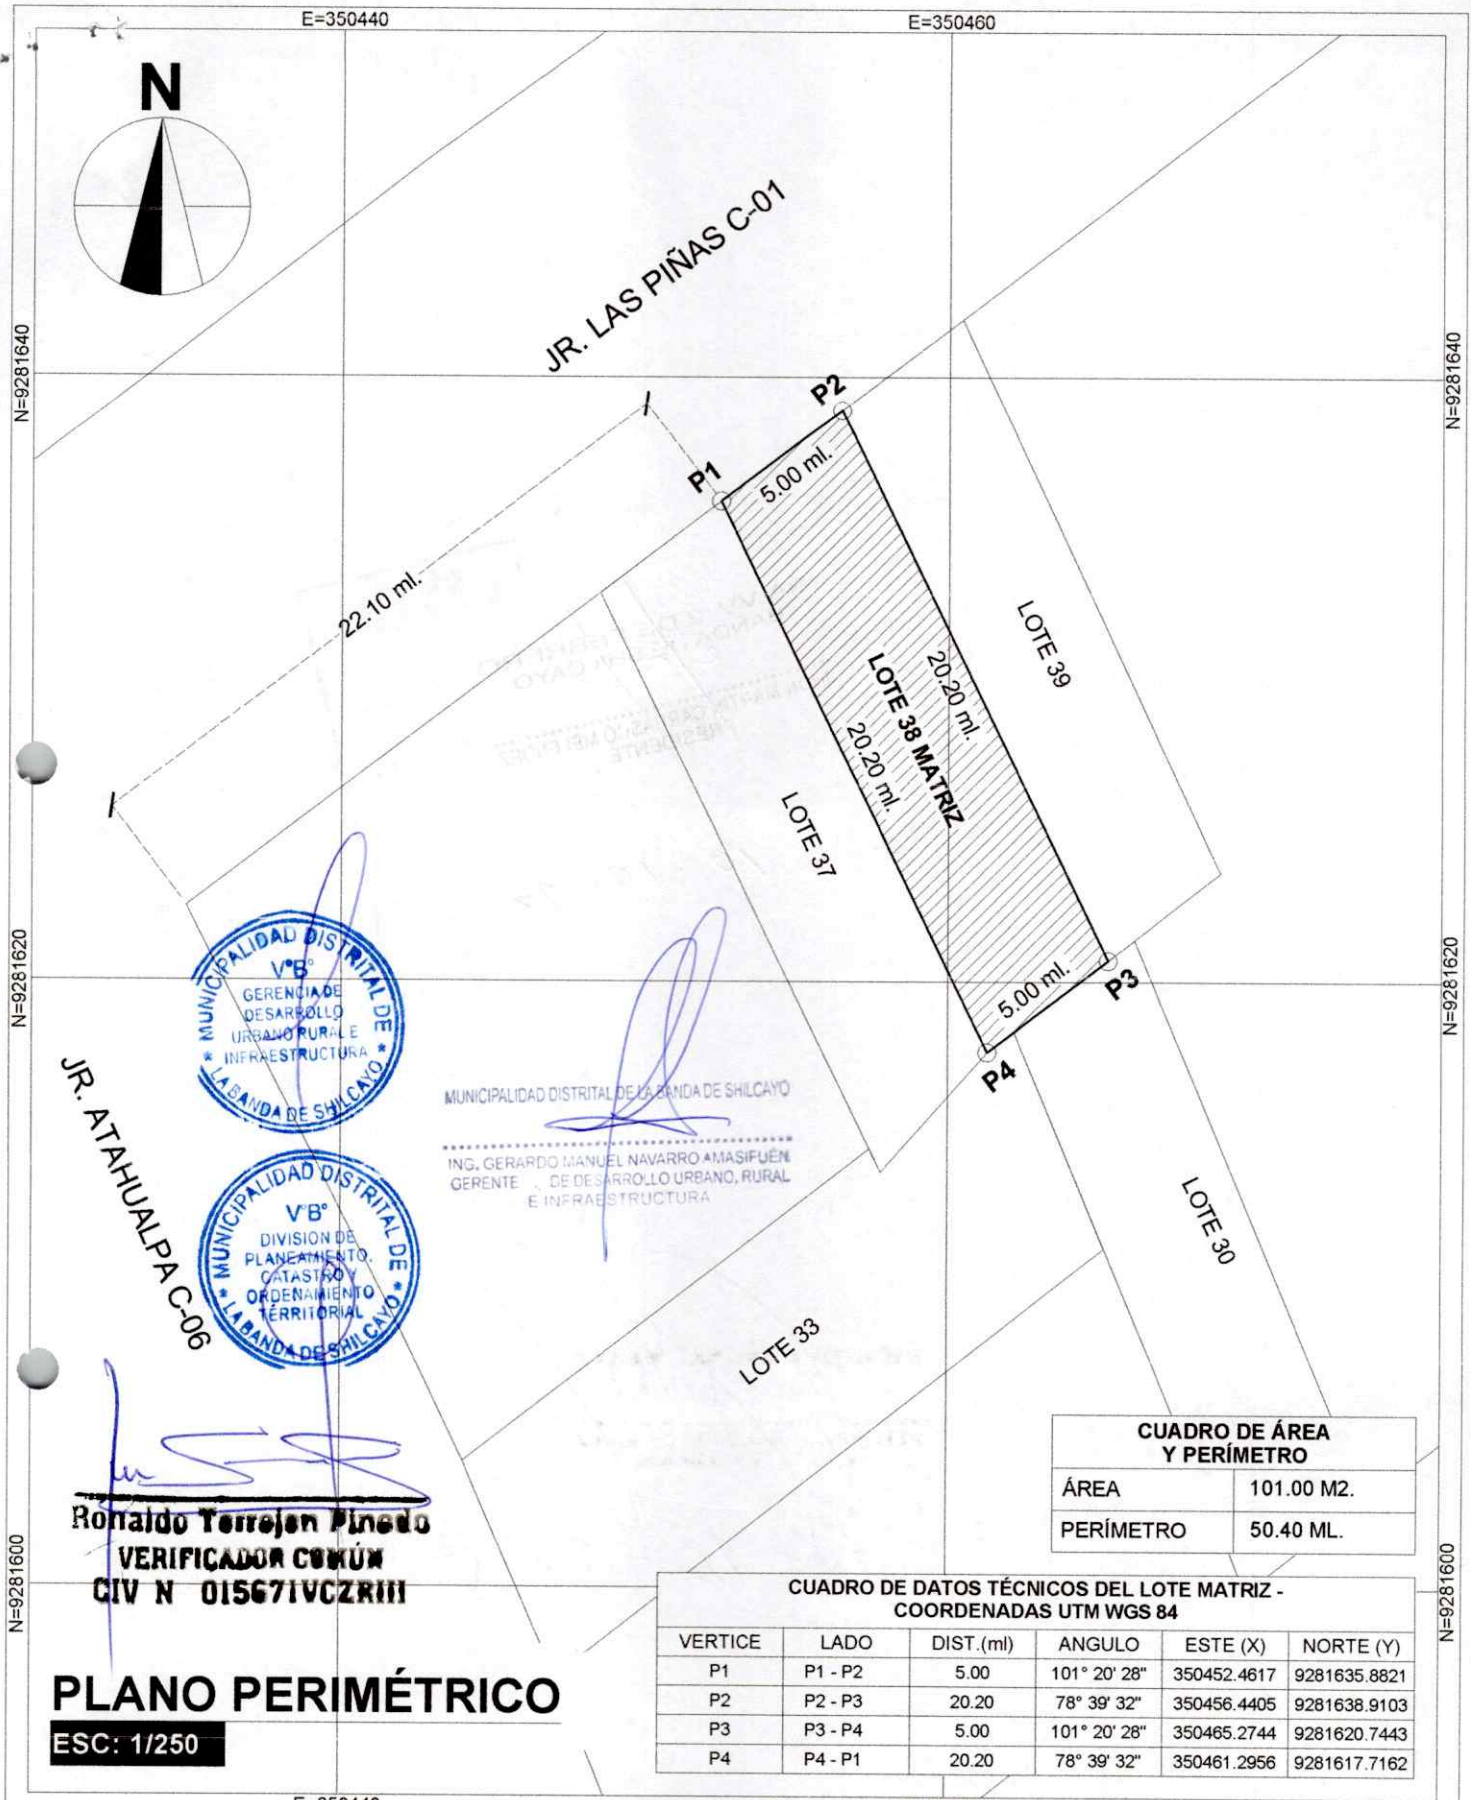 E=350440
E=350460
N
N=9281640
N=9281640
JR. LAS PIÑAS C-01
P2
P1
5.00 ml.
22.10 ml.
LOTE 39
20.20 ml.
LOTE 38 MATRIZ
20.20 ml.
LOTE 37
N=9281620
N=9281620
5.00 ml.
P3
P4
MUNICIPALIDAD DISTRITAL DE
V°B°
GERENCIA DE
DESARROLLO
URBANO RURAL E
INFRAESTRUCTURA
* LA BANDA DE SHILCAYO *
JR. ATAHUALPA C-06
MUNICIPALIDAD DISTRITAL DE LA BANDA DE SHILCAYO
ING. GERARDO MANUEL NAVARRO AMASIFUÉN
GERENTE DE DESARROLLO URBANO, RURAL
E INFRAESTRUCTURA
MUNICIPALIDAD DISTRITAL DE
V°B°
DIVISION DE
PLANEAMIENTO,
CATASTRO Y
ORDENAMIENTO
TERRITORIAL
* LA BANDA DE SHILCAYO *
LOTE 30
LOTE 33
Ronaldo Torrejon Pinedo
VERIFICADOR COMÚN
CIV N 015671VCZRIII
N=9281600
N=9281600
CUADRO DE ÁREA
Y PERÍMETRO
ÁREA 101.00 M2.
PERÍMETRO 50.40 ML.
CUADRO DE DATOS TÉCNICOS DEL LOTE MATRIZ -
COORDENADAS UTM WGS 84
VERTICE LADO DIST.(ml) ANGULO ESTE (X) NORTE (Y)
P1 P1 - P2 5.00 101° 20' 28" 350452.4617 9281635.8821
P2 P2 - P3 20.20 78° 39' 32" 350456.4405 9281638.9103
P3 P3 - P4 5.00 101° 20' 28" 350465.2744 9281620.7443
P4 P4 - P1 20.20 78° 39' 32" 350461.2956 9281617.7162
PLANO PERIMÉTRICO
ESC: 1/250